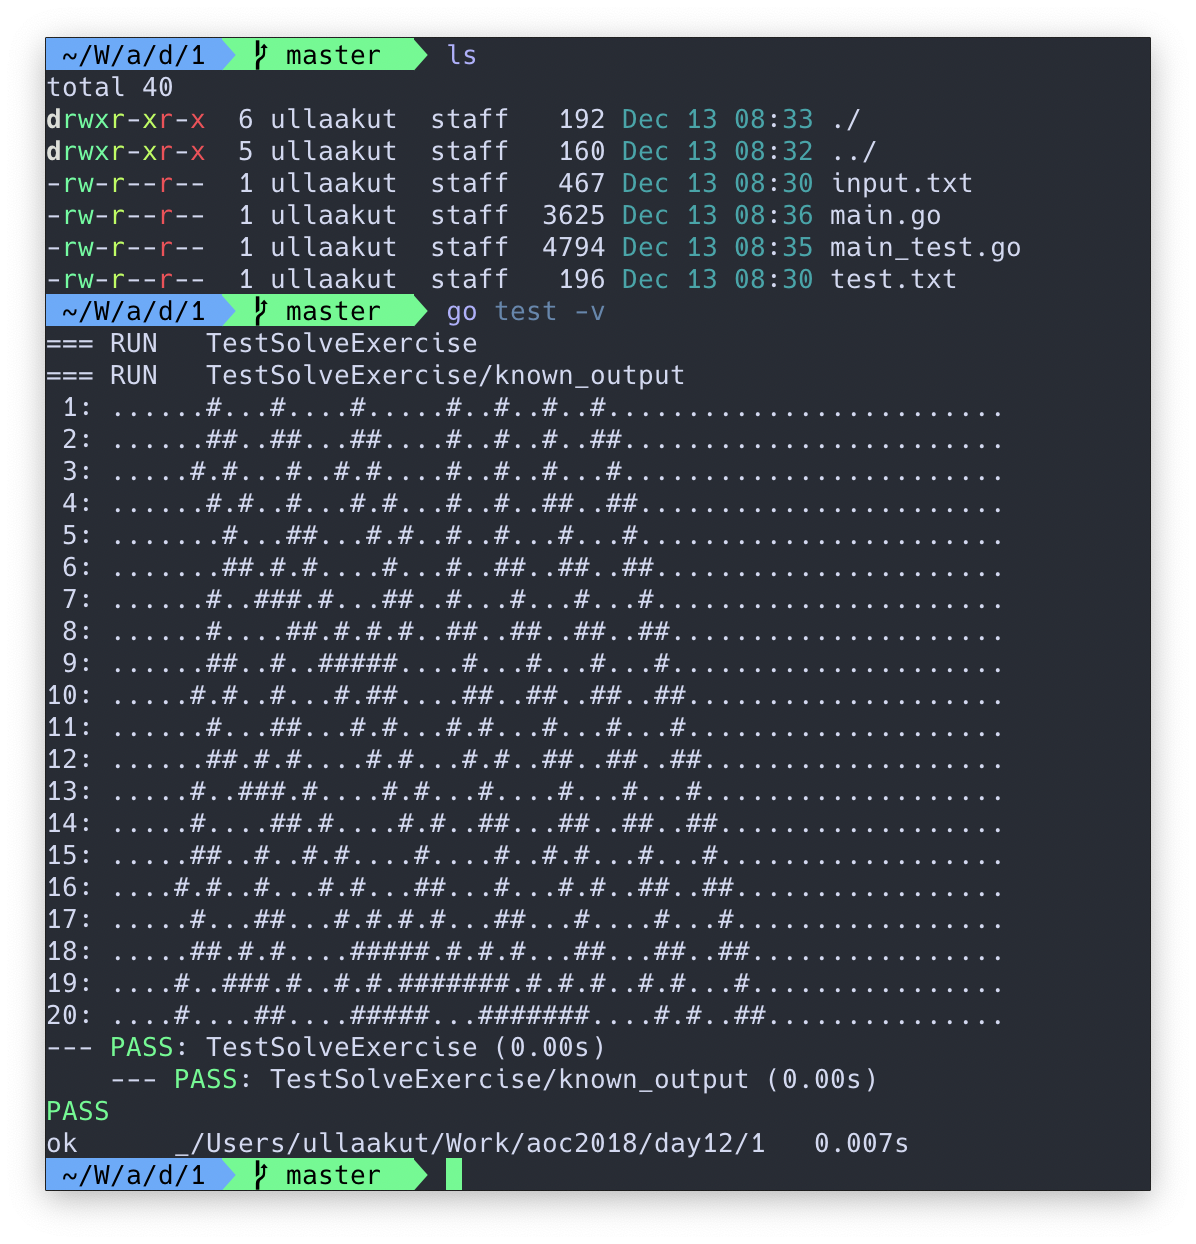 ~/W/a/d/1 master ls
total 40
drwxr-xr-x  6 ullaakut  staff   192 Dec 13 08:33 ./
drwxr-xr-x  5 ullaakut  staff   160 Dec 13 08:32 ../
-rw-r--r--  1 ullaakut  staff   467 Dec 13 08:30 input.txt
-rw-r--r--  1 ullaakut  staff  3625 Dec 13 08:36 main.go
-rw-r--r--  1 ullaakut  staff  4794 Dec 13 08:35 main_test.go
-rw-r--r--  1 ullaakut  staff   196 Dec 13 08:30 test.txt
~/W/a/d/1 master go test -v
=== RUN   TestSolveExercise
=== RUN   TestSolveExercise/known_output
 1: ......#...#....#.....#..#..#..#.........................
 2: ......##..##...##....#..#..#..##........................
 3: .....#.#...#..#.#....#..#..#...#........................
 4: ......#.#..#...#.#...#..#..##..##.......................
 5: .......#...##...#.#..#..#...#...#.......................
 6: .......##.#.#....#...#..##..##..##......................
 7: ......#..###.#...##..#...#...#...#......................
 8: ......#....##.#.#.#..##..##..##..##.....................
 9: ......##..#..#####....#...#...#...#.....................
10: .....#.#..#...#.##....##..##..##..##....................
11: ......#...##...#.#...#.#...#...#...#....................
12: ......##.#.#....#.#...#.#..##..##..##...................
13: .....#..###.#....#.#...#....#...#...#...................
14: .....#....##.#....#.#..##...##..##..##..................
15: .....##..#..#.#....#....#..#.#...#...#..................
16: ....#.#..#...#.#...##...#...#.#..##..##.................
17: .....#...##...#.#.#.#...##...#....#...#.................
18: .....##.#.#....#####.#.#.#...##...##..##................
19: ....#..###.#..#.#.#######.#.#.#..#.#...#................
20: ....#....##....#####...#######....#.#..##...............
--- PASS: TestSolveExercise (0.00s)
    --- PASS: TestSolveExercise/known_output (0.00s)
PASS
ok      _/Users/ullaakut/Work/aoc2018/day12/1   0.007s
~/W/a/d/1 master